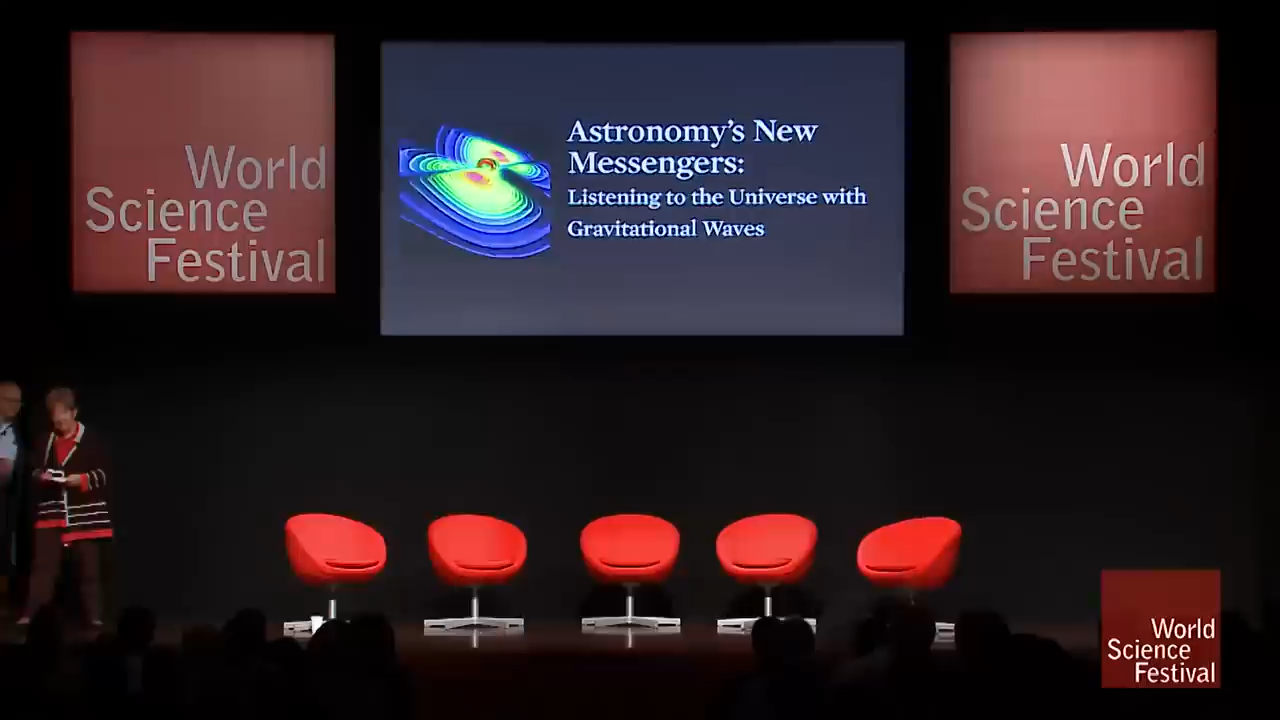 World
Science
Festival
Astronomy's New
Messengers:
Listening to the Universe with
Gravitational Waves
World
Science
Festival
World
Science
Festival